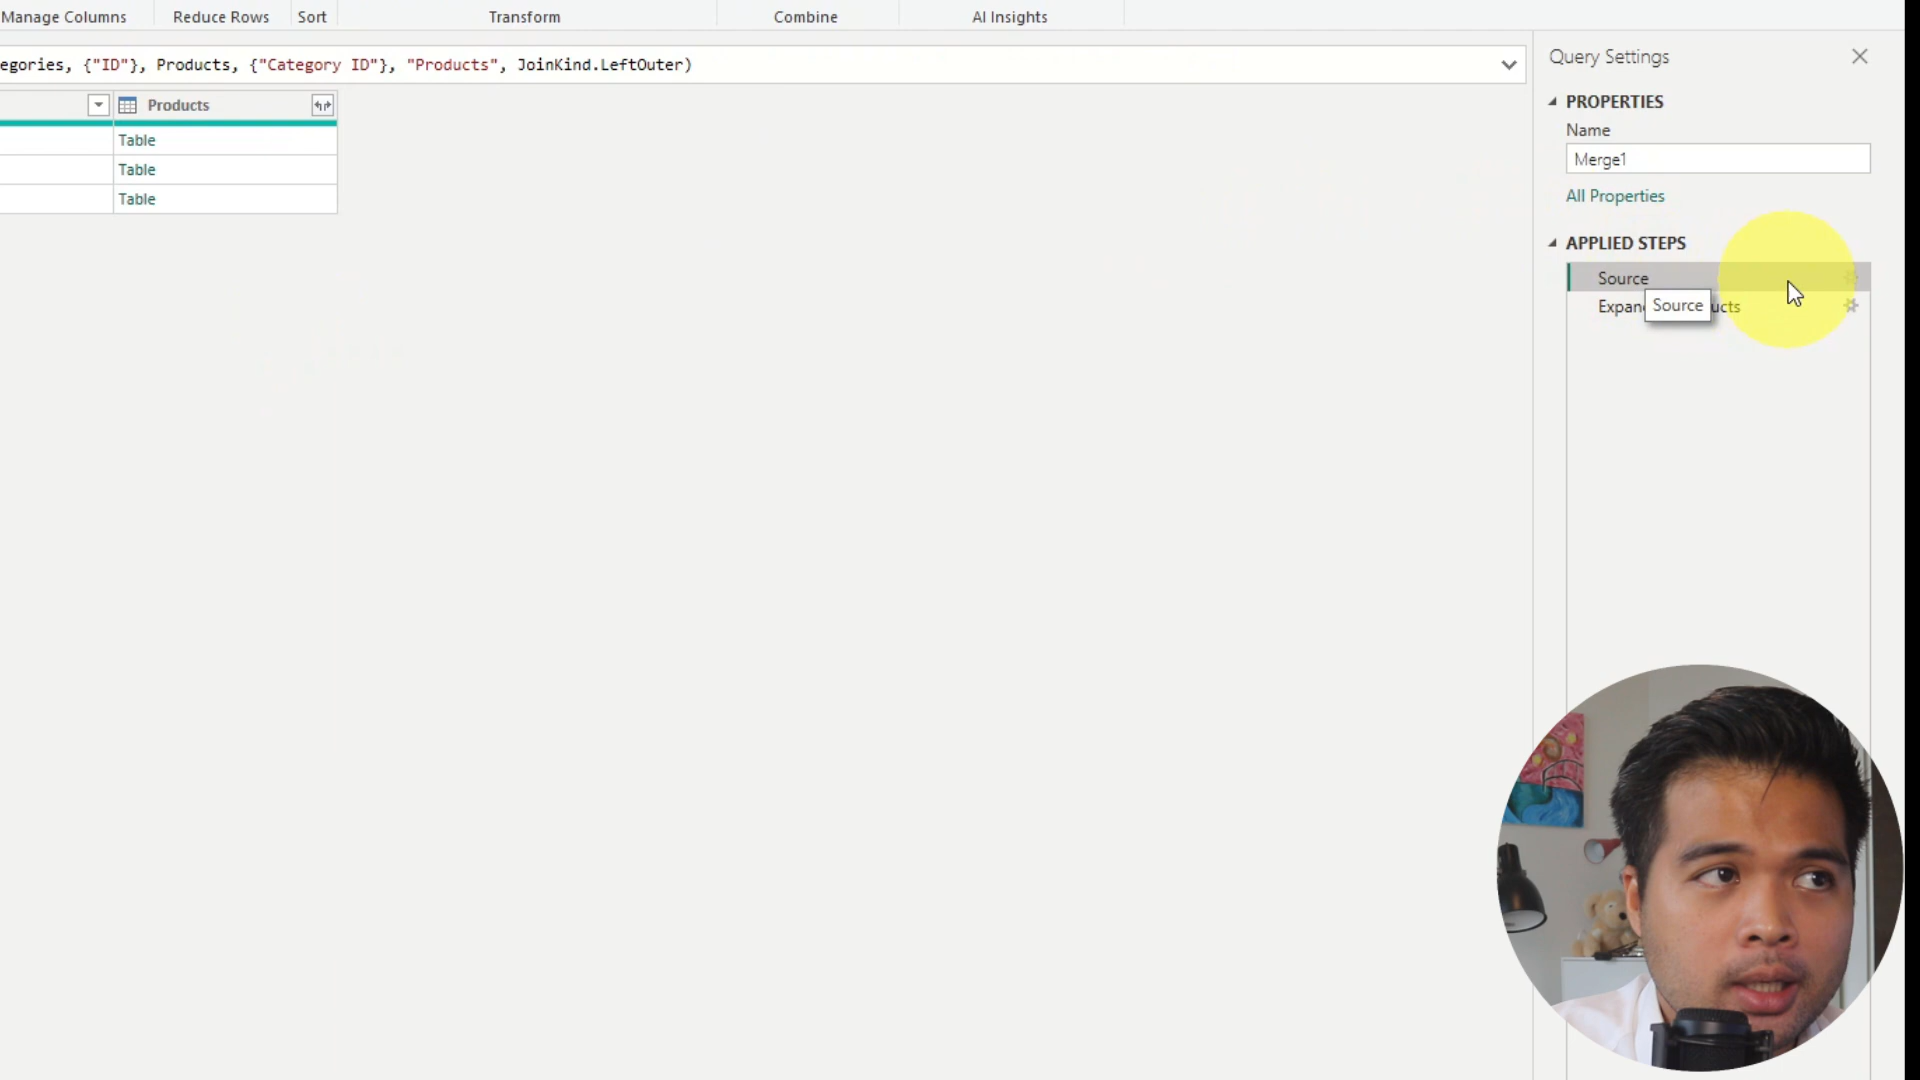 Manage Columns
Reduce Rows
Sort
Transform
Combine
AI Insights
egories, {"ID"}, Products, {"Category ID"}, "Products", JoinKind.LeftOuter)
Products
Table
Table
Table
Query Settings
PROPERTIES
Name
Merge1
All Properties
APPLIED STEPS
Source
Expan
ucts
Source